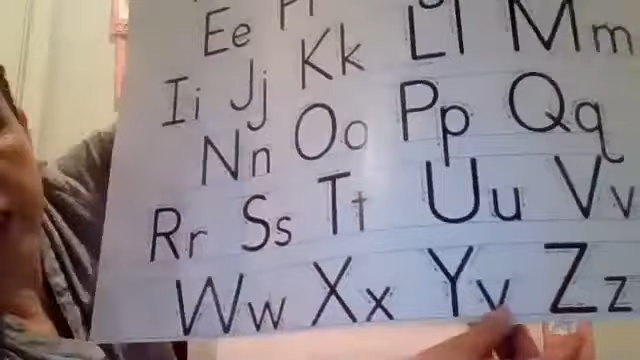 Ee
Kk Ll Mm
Ii Jj
Nn Oo Pp Qq
Rr Ss Tt Uu Vv
Ww Xx Yy Zz